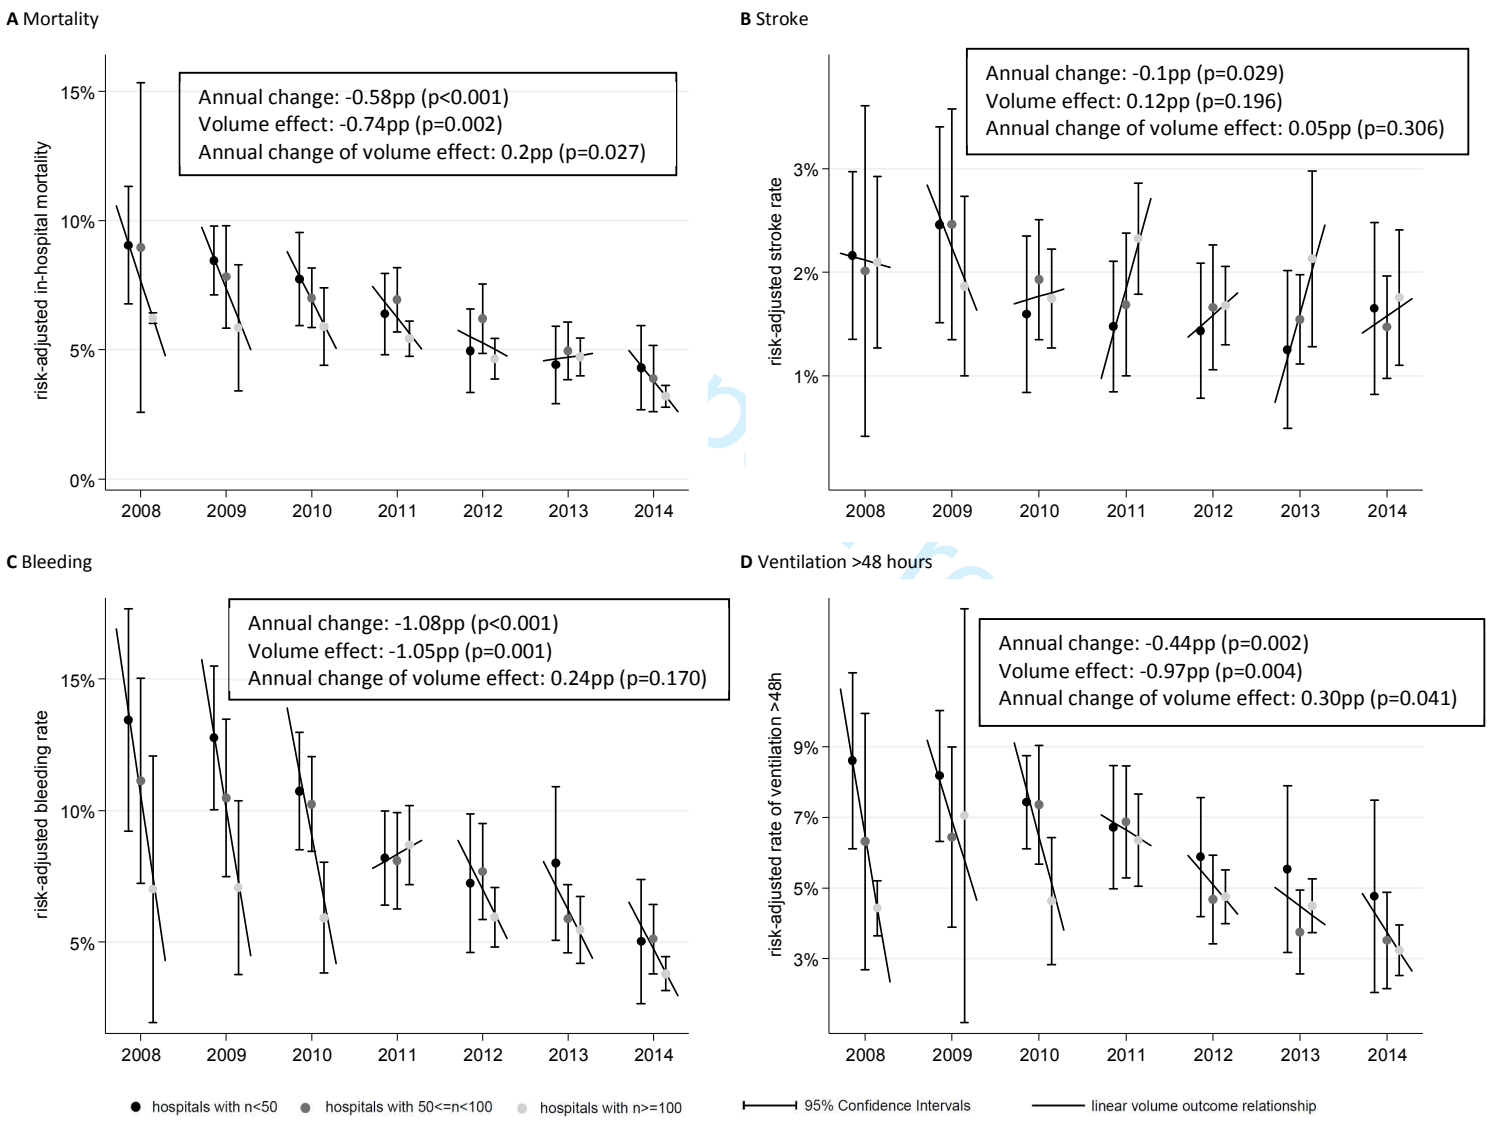 A Mortality
Annual change: -0.58pp (p<0.001)
Volume effect: -0.74pp (p=0.002)
Annual change of volume effect: 0.2pp (p=0.027)
risk-adjusted in-hospital mortality
15%
10%
5%
0%
2008 2009 2010 2011 2012 2013 2014
B Stroke
Annual change: -0.1pp (p=0.029)
Volume effect: 0.12pp (p=0.196)
Annual change of volume effect: 0.05pp (p=0.306)
risk-adjusted stroke rate
3%
2%
1%
2008 2009 2010 2011 2012 2013 2014
C Bleeding
Annual change: -1.08pp (p<0.001)
Volume effect: -1.05pp (p=0.001)
Annual change of volume effect: 0.24pp (p=0.170)
risk-adjusted bleeding rate
15%
10%
5%
2008 2009 2010 2011 2012 2013 2014
D Ventilation >48 hours
Annual change: -0.44pp (p=0.002)
Volume effect: -0.97pp (p=0.004)
Annual change of volume effect: 0.30pp (p=0.041)
risk-adjusted rate of ventilation >48h
9%
7%
5%
3%
2008 2009 2010 2011 2012 2013 2014
hospitals with n<50 hospitals with 50<=n<100 hospitals with n>=100 95% Confidence Intervals linear volume outcome relationship